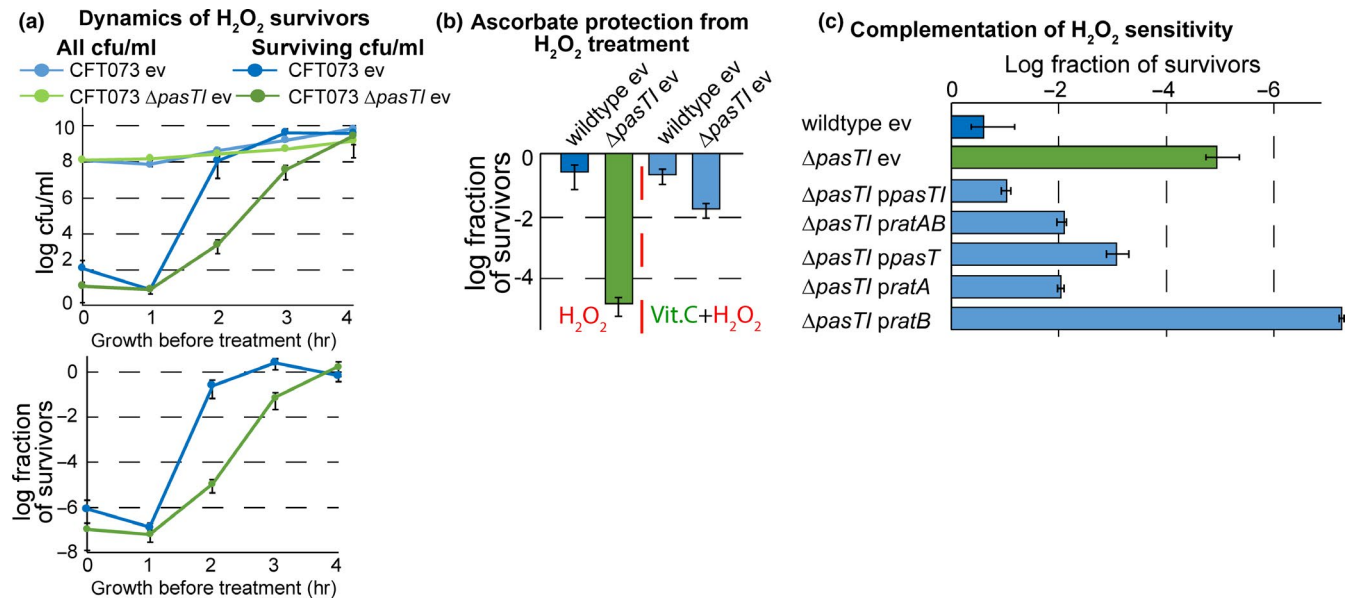 (a) Dynamics of H₂O₂ survivors
All cfu/ml Surviving cfu/ml
CFT073 ev CFT073 ev
CFT073 ΔpasTI ev CFT073 ΔpasTI ev
log cfu/ml
10
8
6
4
2
0
0 1 2 3 4
Growth before treatment (hr)
log fraction
of survivors
0
−2
−4
−6
−8
0 1 2 3 4
Growth before treatment (hr)
(b) Ascorbate protection from
H₂O₂ treatment
wildtype ev
ΔpasTI ev
wildtype ev
ΔpasTI ev
log fraction
of survivors
0
−2
−4
H₂O₂ Vit.C+H₂O₂
(c) Complementation of H₂O₂ sensitivity
Log fraction of survivors
0 −2 −4 −6
wildtype ev
ΔpasTI ev
ΔpasTI ppasTI
ΔpasTI pratAB
ΔpasTI ppasT
ΔpasTI pratA
ΔpasTI pratB